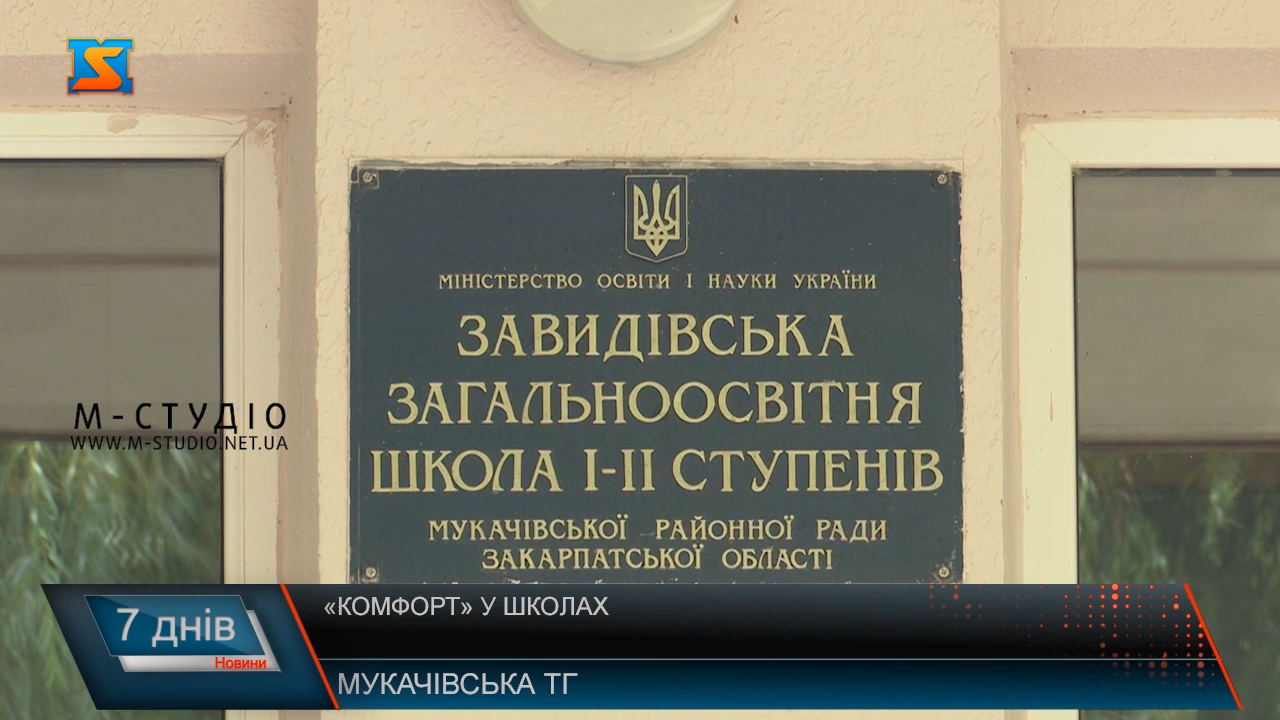 МІНІСТЕРСТВО ОСВІТИ І НАУКИ УКРАЇНИ
ЗАВИДІВСЬКА
ЗАГАЛЬНООСВІТНЯ
ШКОЛА І-ІІ СТУПЕНІВ
МУКАЧІВСЬКОЇ РАЙОННОЇ РАДИ
ЗАКАРПАТСЬКОЇ ОБЛАСТІ
М-СТУДІО
WWW.M-STUDIO.NET.UA
7 днів
Новини
«КОМФОРТ» У ШКОЛАХ
МУКАЧІВСЬКА ТГ